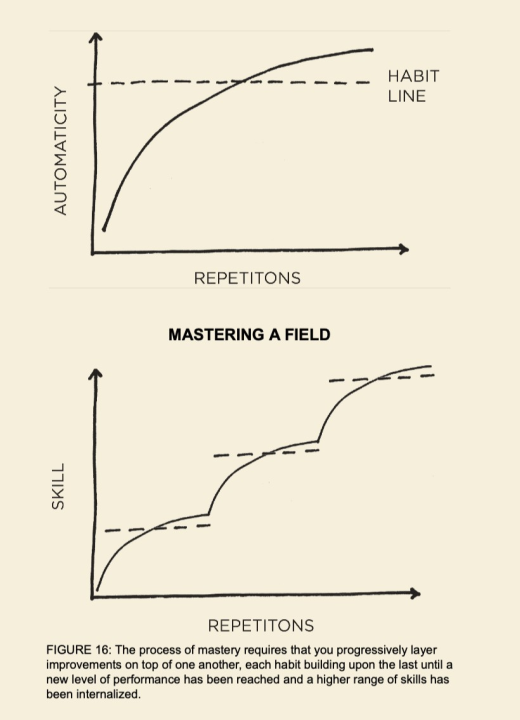 HABIT
LINE
AUTOMATICITY
REPETITONS
MASTERING A FIELD
SKILL
REPETITONS
FIGURE 16: The process of mastery requires that you progressively layer
improvements on top of one another, each habit building upon the last until a
new level of performance has been reached and a higher range of skills has
been internalized.